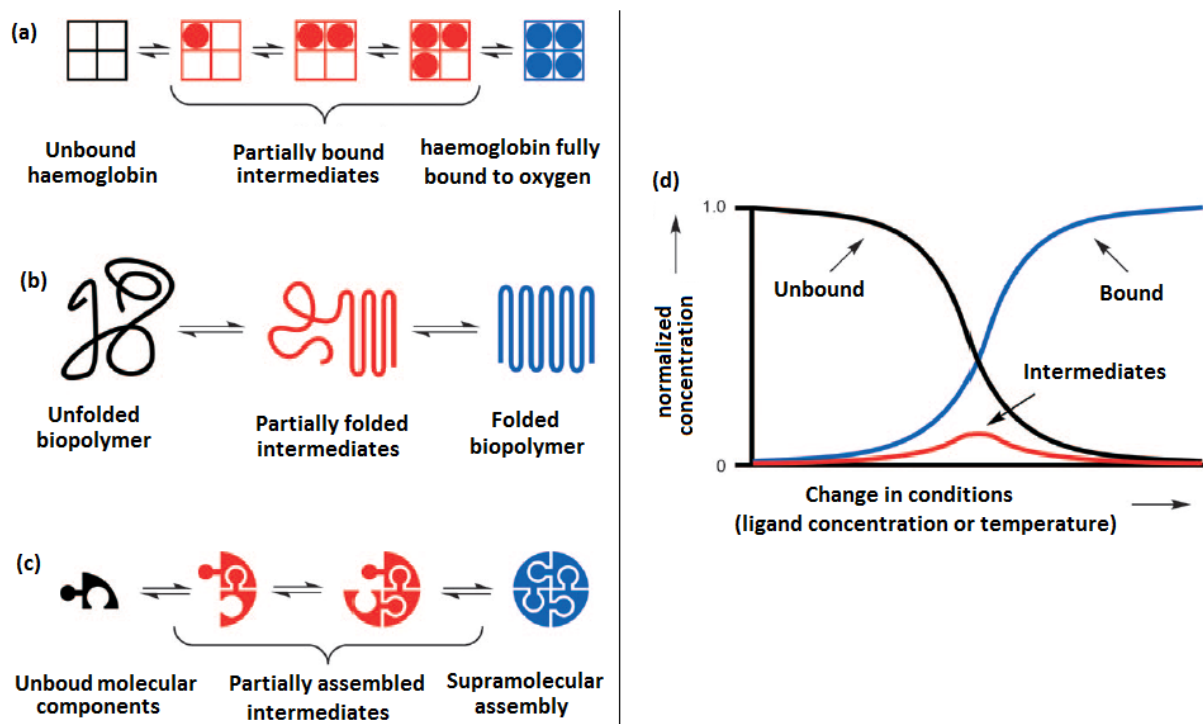 (a)
Unbound
haemoglobin
Partially bound
intermediates
haemoglobin fully
bound to oxygen
(b)
Unfolded
biopolymer
Partially folded
intermediates
Folded
biopolymer
(c)
Unboud molecular
components
Partially assembled
intermediates
Supramolecular
assembly
(d)
1.0
Unbound
Bound
normalized
concentration
Intermediates
0
Change in conditions
(ligand concentration or temperature)